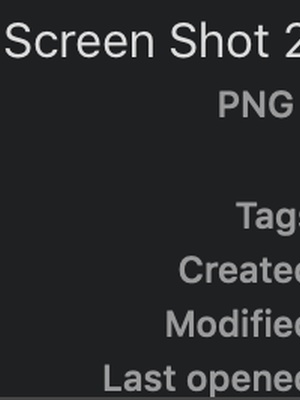 Screen Shot 2
PNG
Tags
Created
Modified
Last opened